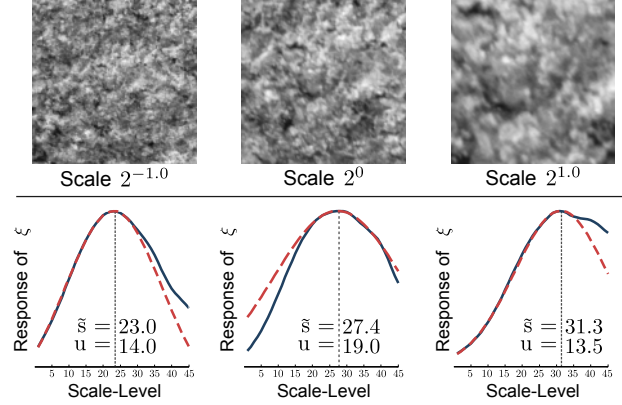 Scale 2^-1.0
Scale 2^0
Scale 2^1.0
Response of ξ
s̃ = 23.0
u = 14.0
5 10 15 20 25 30 35 40 45
Scale-Level
Response of ξ
s̃ = 27.4
u = 19.0
5 10 15 20 25 30 35 40 45
Scale-Level
Response of ξ
s̃ = 31.3
u = 13.5
5 10 15 20 25 30 35 40 45
Scale-Level